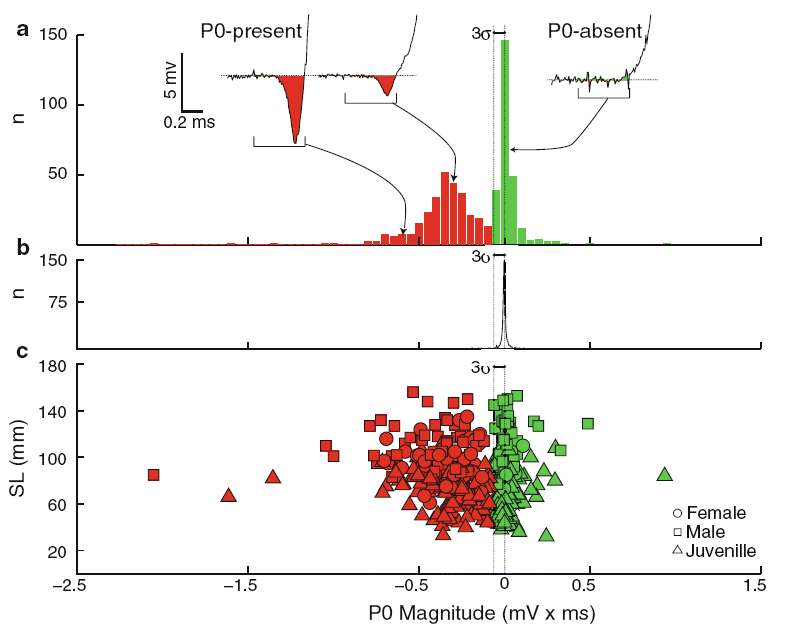 a
P0-present
P0-absent
150
100
50
0
n
5 mv
0.2 ms
3σ
b
150
75
n
3σ
c
180
140
100
60
20
SL (mm)
3σ
Female
Male
Juvenille
−2.5
−1.5
−0.5
0
0.5
1.5
P0 Magnitude (mV x ms)